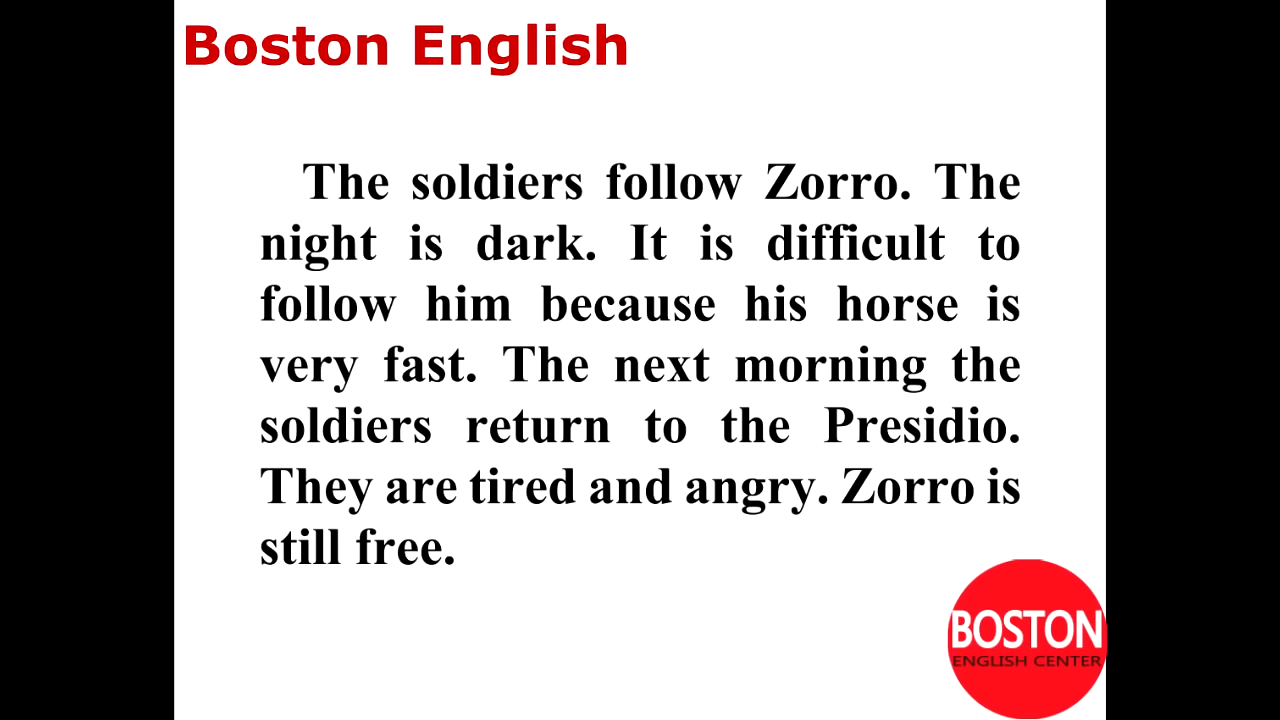 Boston English
The soldiers follow Zorro. The
night is dark. It is difficult to
follow him because his horse is
very fast. The next morning the
soldiers return to the Presidio.
They are tired and angry. Zorro is
still free.
BOSTON
ENGLISH CENTER